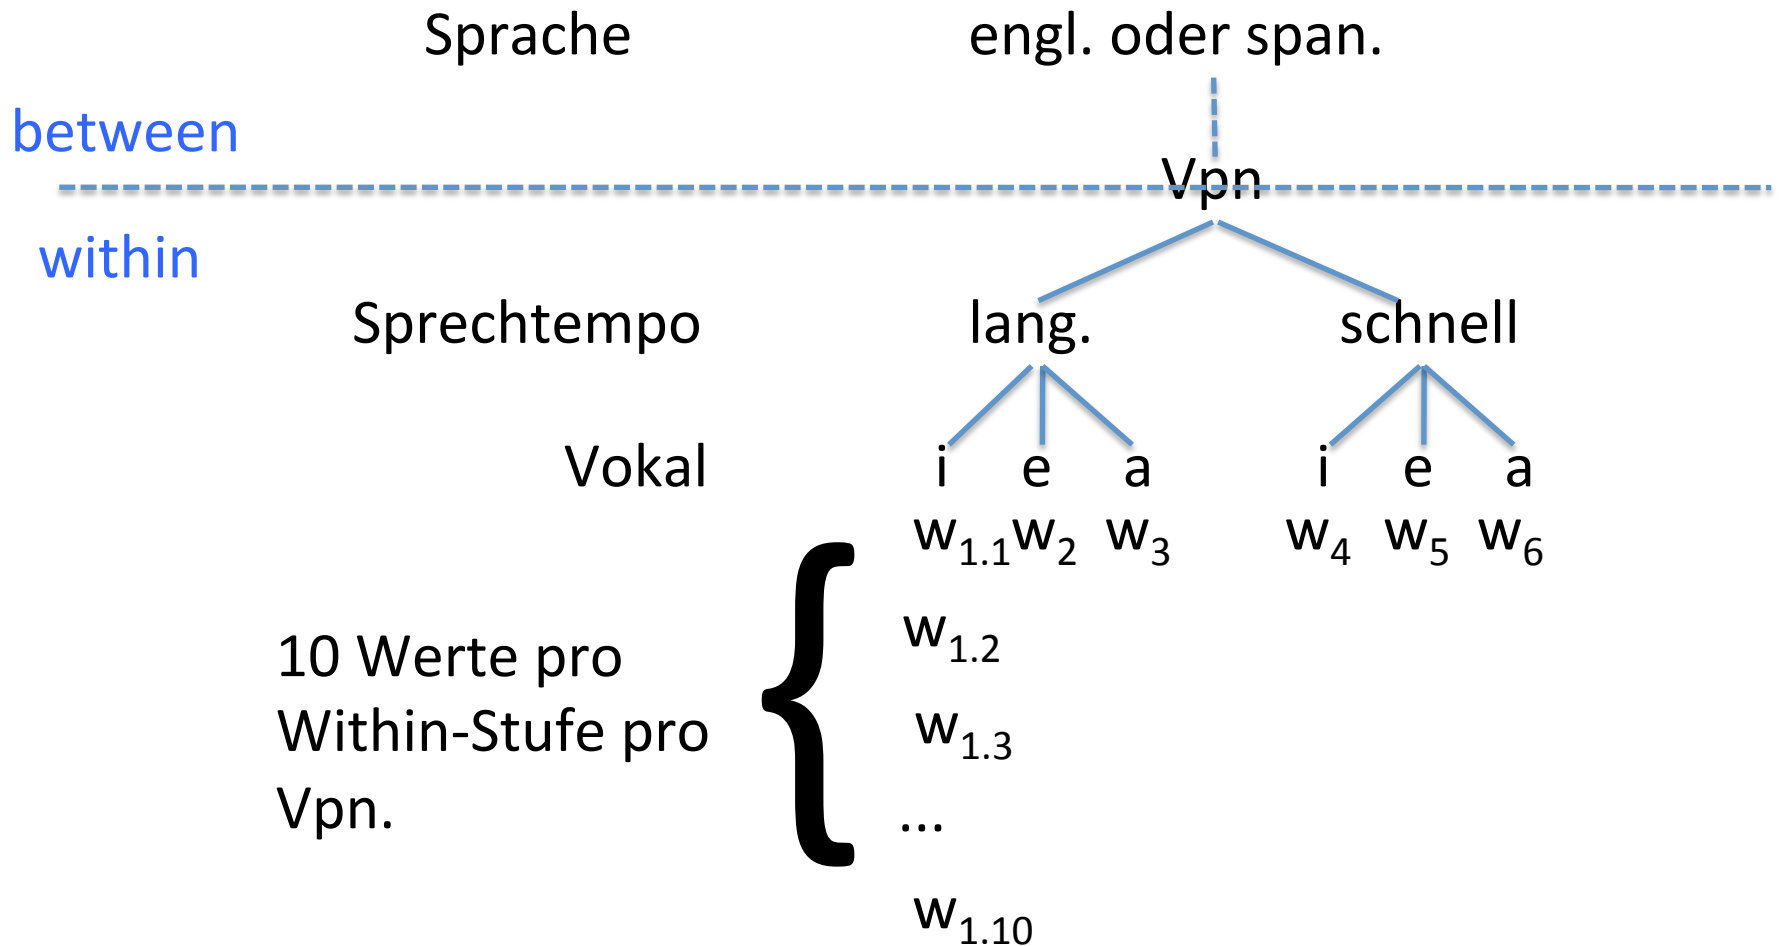 Sprache engl. oder span.
between
Vpn
within
Sprechtempo lang. schnell
Vokal i e a i e a
w1.1 w2 w3 w4 w5 w6
w1.2
10 Werte pro
Within-Stufe pro
w1.3
Vpn.
...
w1.10